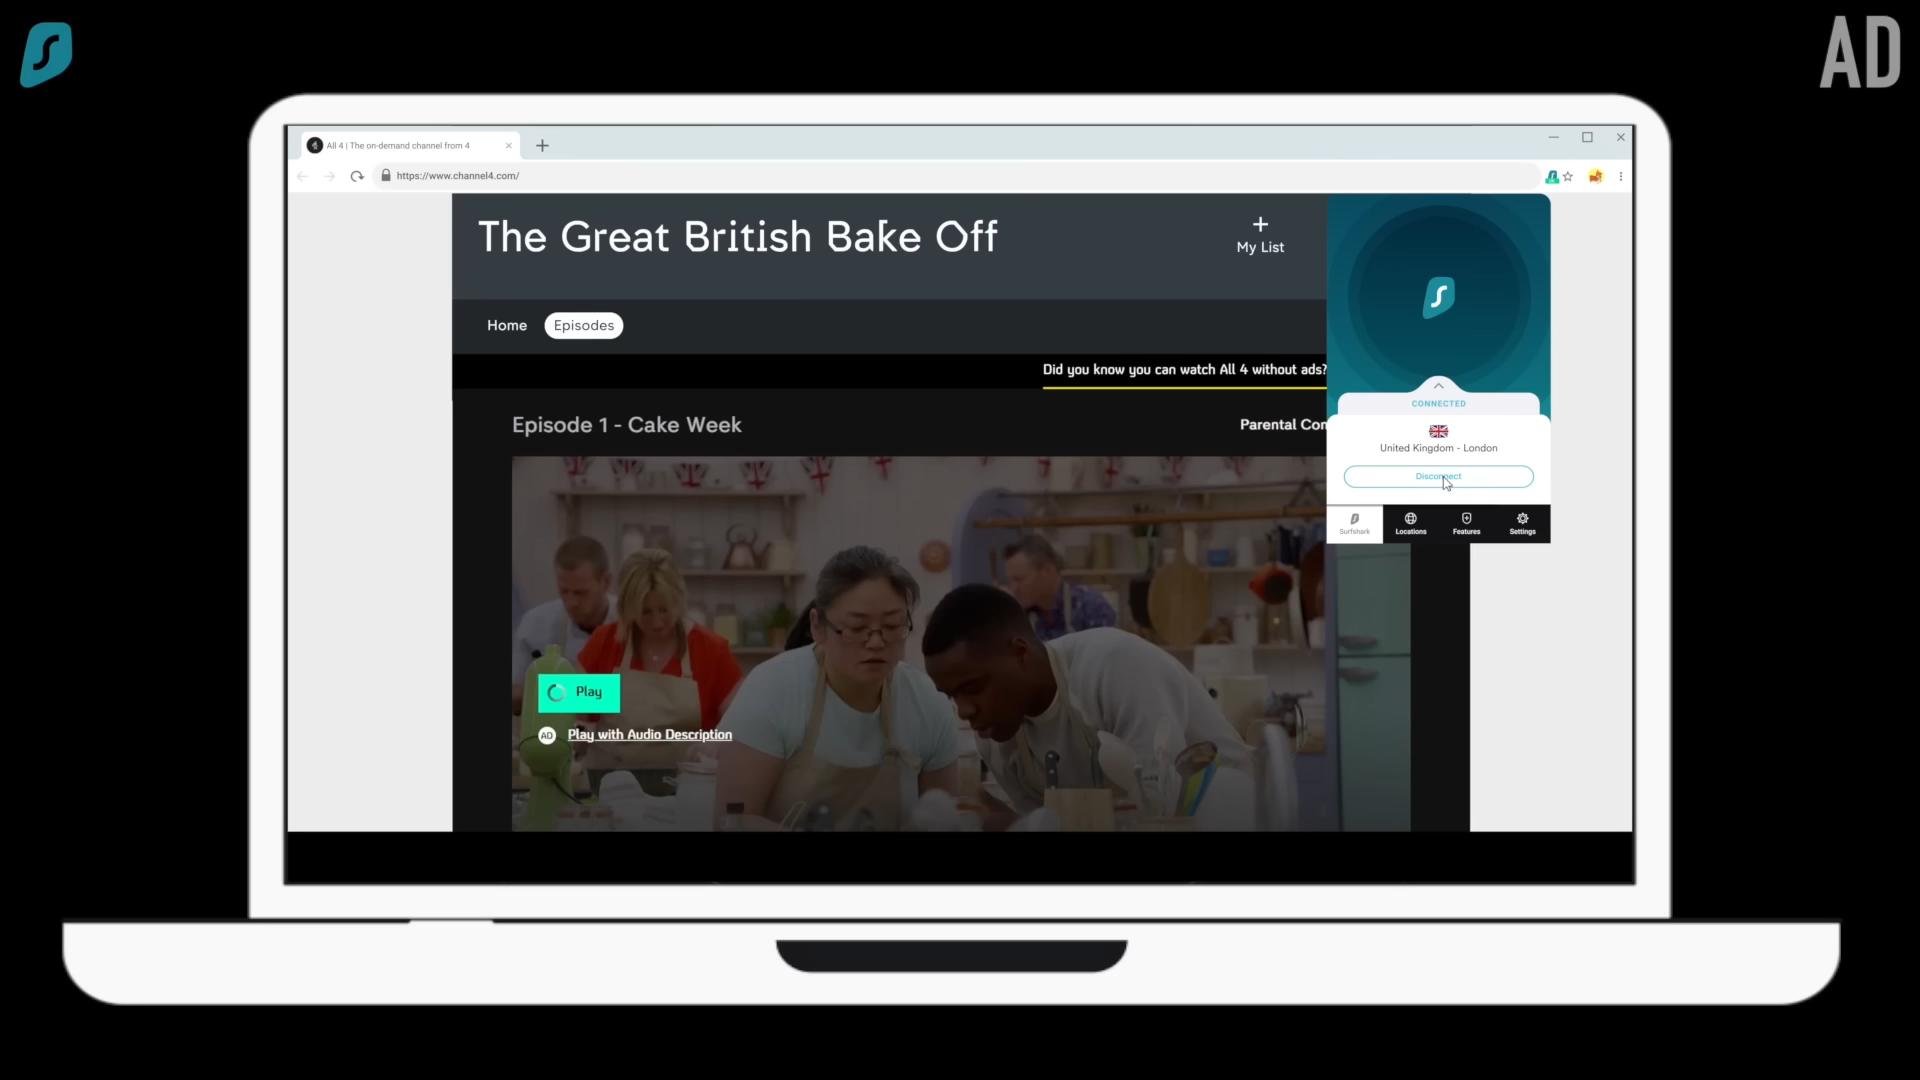 AD
All 4 | The on-demand channel from 4
https://www.channel4.com/
The Great British Bake Off
My List
Home
Episodes
Did you know you can watch All 4 without ads?
Episode 1 - Cake Week
Parental Con
CONNECTED
United Kingdom - London
Disconnect
Surfshark
Locations
Features
Settings
Play
AD
Play with Audio Description